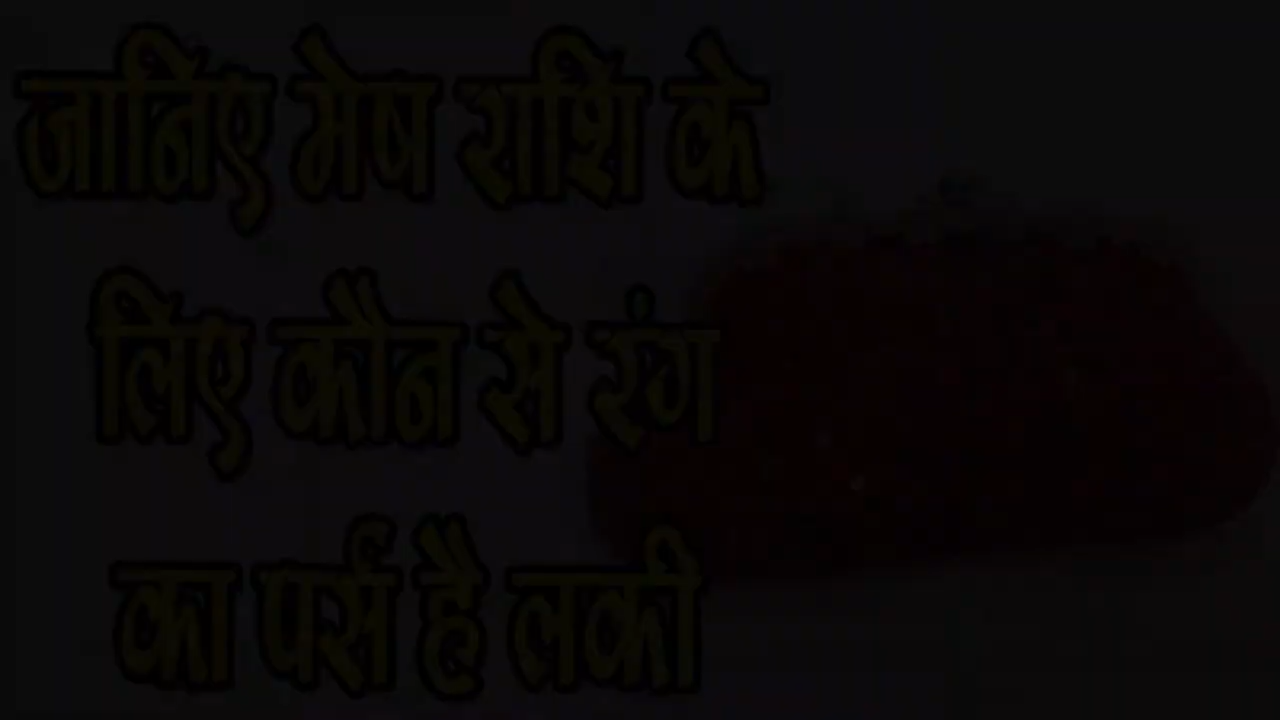 जानिए मेष राशि के
लिए कौन से रंग
का पर्स है लकी